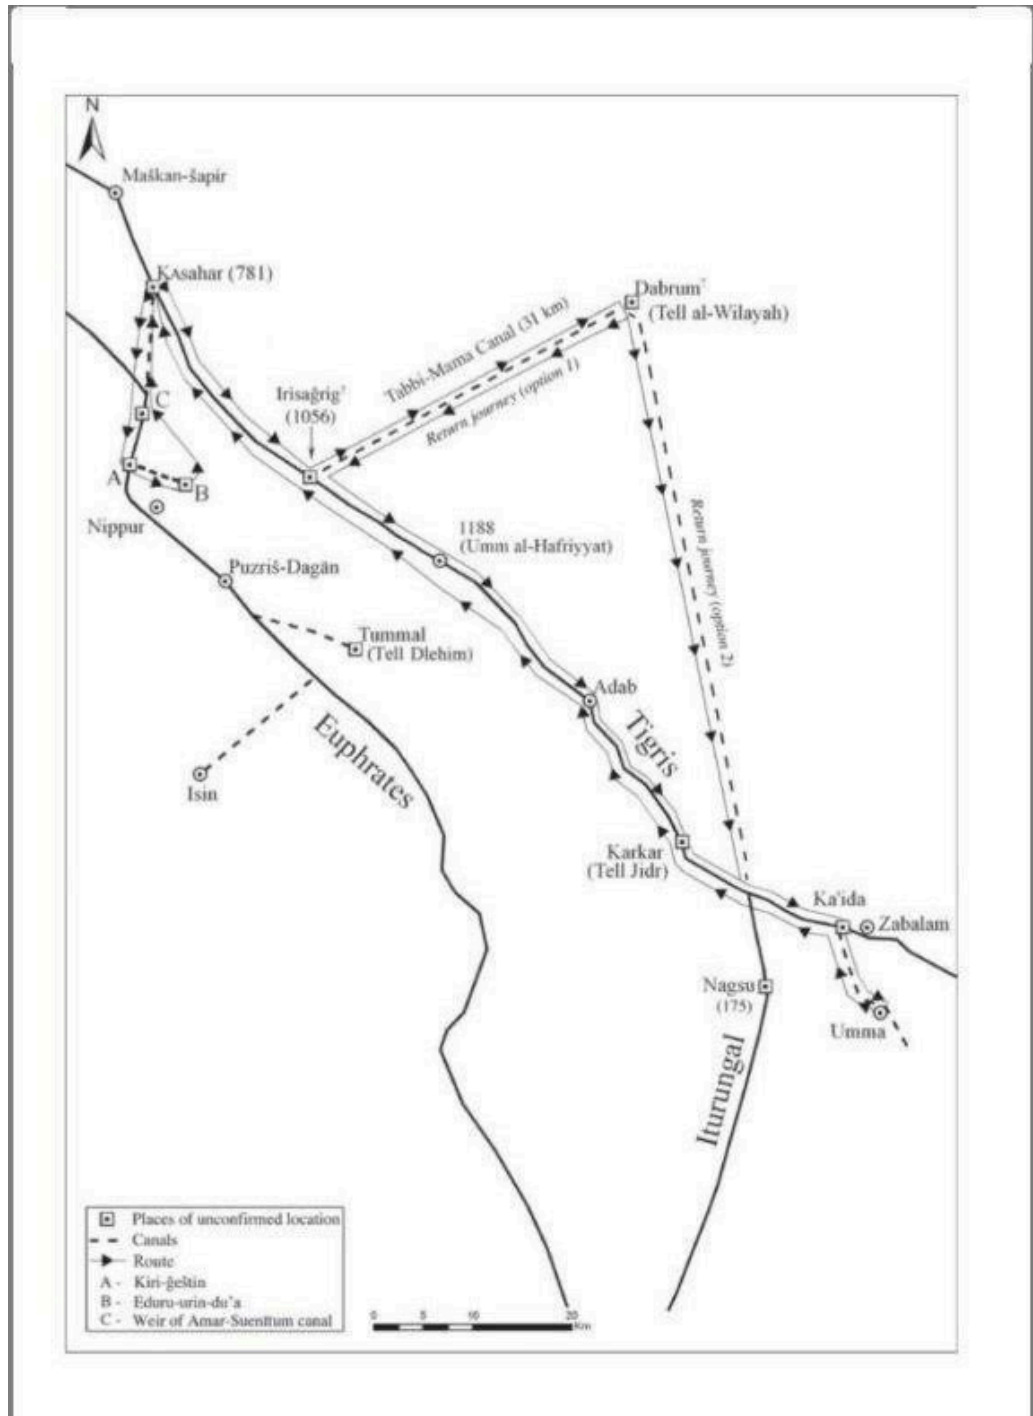 N
Maškan-šapir
KAsahar (781)
Dabrum?
(Tell al-Wilayah)
Tabbi-Mama Canal (31 km)
Return journey (option 1)
Irisağrig?
(1056)
C
A
B
Nippur
1188
(Umm al-Hafriyyat)
Return journey (option 2)
Puzriš-Dagān
Tummal
(Tell Dlehim)
Adab
Tigris
Euphrates
Isin
Karkar
(Tell Jidr)
Ka'ida
Zabalam
Nagsu
(175)
Umma
Iturungal
Places of unconfirmed location
Canals
Route
A - Kiri-ğeštin
B - Eduru-urin-du'a
C - Weir of Amar-Suenttum canal
0 5 10 20
Km